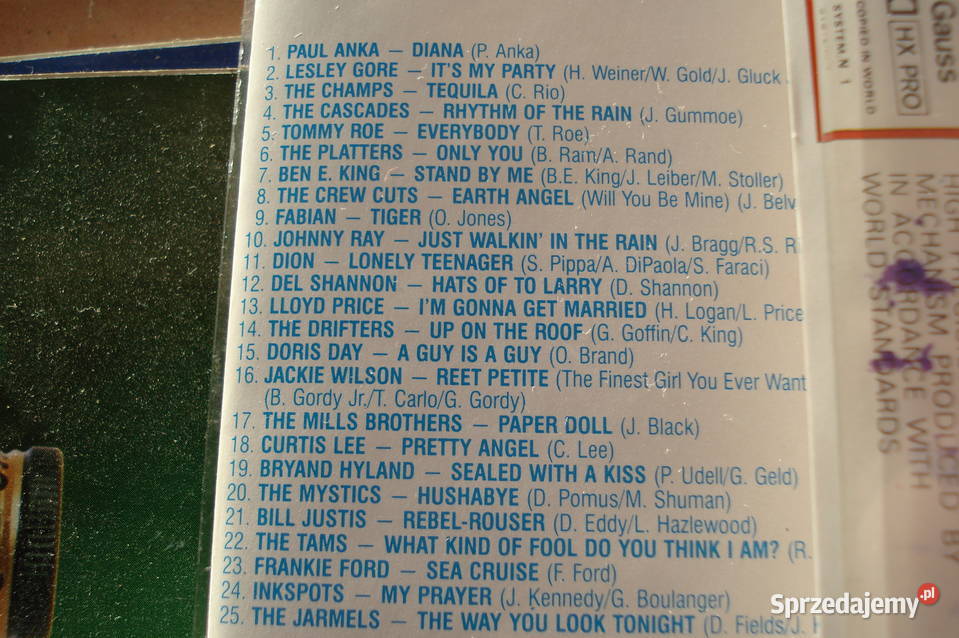 1. PAUL ANKA – DIANA (P. Anka)
2. LESLEY GORE – IT'S MY PARTY (H. Weiner/W. Gold/J. Gluck
3. THE CHAMPS – TEQUILA (C. Rio)
4. THE CASCADES – RHYTHM OF THE RAIN (J. Gummoe)
5. TOMMY ROE – EVERYBODY (T. Roe)
6. THE PLATTERS – ONLY YOU (B. Ram/A. Rand)
7. BEN E. KING – STAND BY ME (B.E. King/J. Leiber/M. Stoller)
8. THE CREW CUTS – EARTH ANGEL (Will You Be Mine) (J. Belv
9. FABIAN – TIGER (O. Jones)
10. JOHNNY RAY – JUST WALKIN' IN THE RAIN (J. Bragg/R.S. Ri
11. DION – LONELY TEENAGER (S. Pippa/A. DiPaola/S. Faraci)
12. DEL SHANNON – HATS OF TO LARRY (D. Shannon)
13. LLOYD PRICE – I'M GONNA GET MARRIED (H. Logan/L. Price
14. THE DRIFTERS – UP ON THE ROOF (G. Goffin/C. King)
15. DORIS DAY – A GUY IS A GUY (O. Brand)
16. JACKIE WILSON – REET PETITE (The Finest Girl You Ever Want
(B. Gordy Jr./T. Carlo/G. Gordy)
17. THE MILLS BROTHERS – PAPER DOLL (J. Black)
18. CURTIS LEE – PRETTY ANGEL (C. Lee)
19. BRYAND HYLAND – SEALED WITH A KISS (P. Udell/G. Geld)
20. THE MYSTICS – HUSHABYE (D. Pomus/M. Shuman)
21. BILL JUSTIS – REBEL-ROUSER (D. Eddy/L. Hazlewood)
22. THE TAMS – WHAT KIND OF FOOL DO YOU THINK I AM? (R.
23. FRANKIE FORD – SEA CRUISE (F. Ford)
24. INKSPOTS – MY PRAYER (J. Kennedy/G. Boulanger)
25. THE JARMELS – THE WAY YOU LOOK TONIGHT (D. Fields/J.
Gauss
HX PRO
COPIED IN WORLD
SYSTEM N 1
MECHANISM PRODUCED BY
IN ACCORDANCE WITH
WORLD STANDARDS
Sprzedajemy.pl